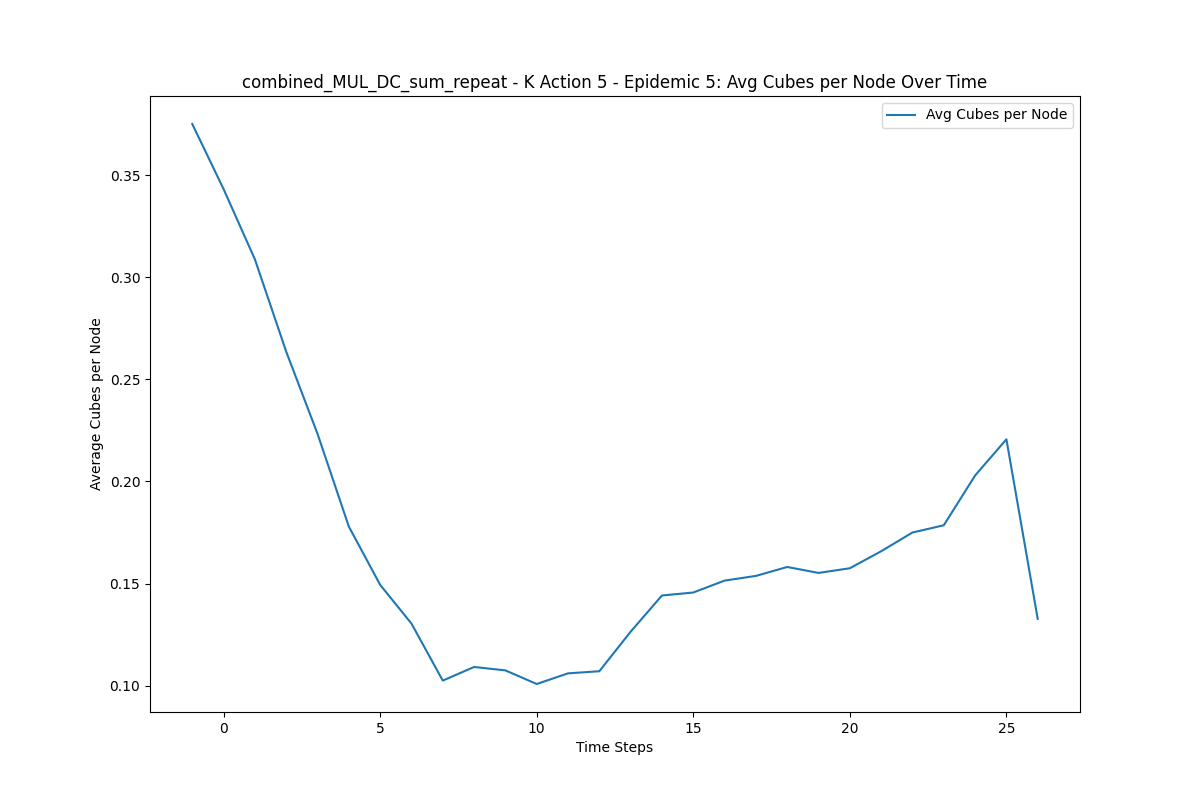 combined_MUL_DC_sum_repeat - K Action 5 - Epidemic 5: Avg Cubes per Node Over Time
Avg Cubes per Node
Average Cubes per Node
0.35
0.30
0.25
0.20
0.15
0.10
0 5 10 15 20 25
Time Steps